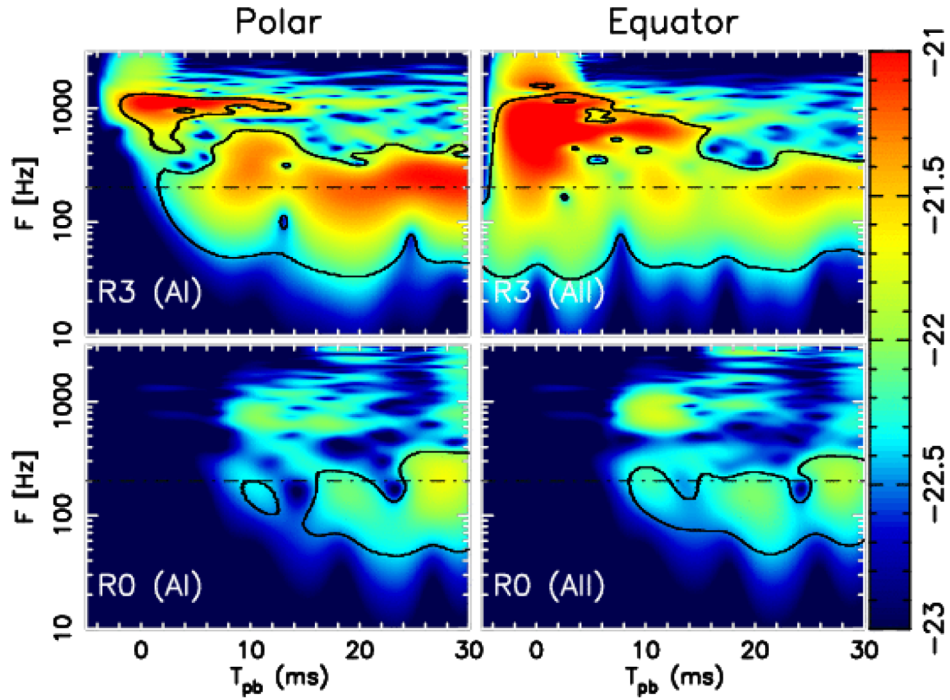 Polar Equator
F [Hz] 1000 100 10 R3 (AI) R3 (AII)
F [Hz] 1000 100 10 R0 (AI) R0 (AII)
0 10 20 30 0 10 20 30
T_pb (ms) T_pb (ms)
-21
-21.5
-22
-22.5
-23